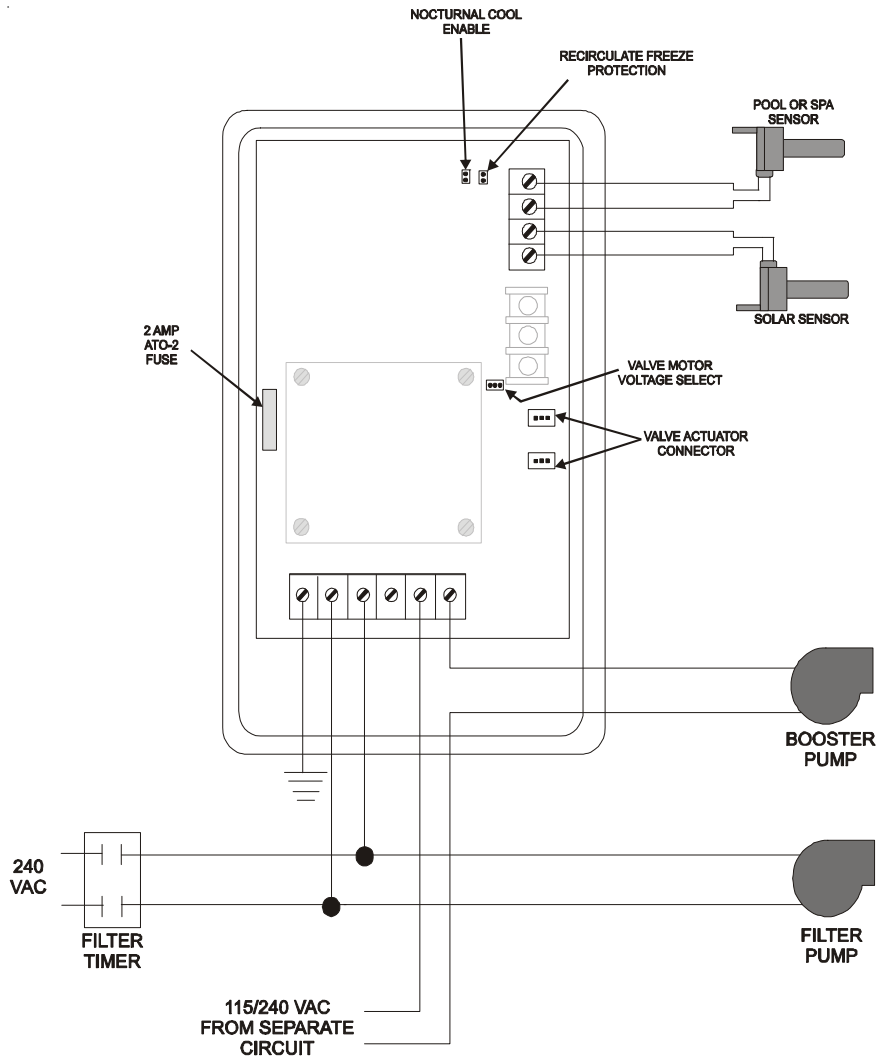 NOCTURNAL COOL
ENABLE
RECIRCULATE FREEZE
PROTECTION
POOL OR SPA
SENSOR
SOLAR SENSOR
2 AMP
ATO-2
FUSE
VALVE MOTOR
VOLTAGE SELECT
VALVE ACTUATOR
CONNECTOR
BOOSTER
PUMP
240
VAC
FILTER
TIMER
FILTER
PUMP
115/240 VAC
FROM SEPARATE
CIRCUIT